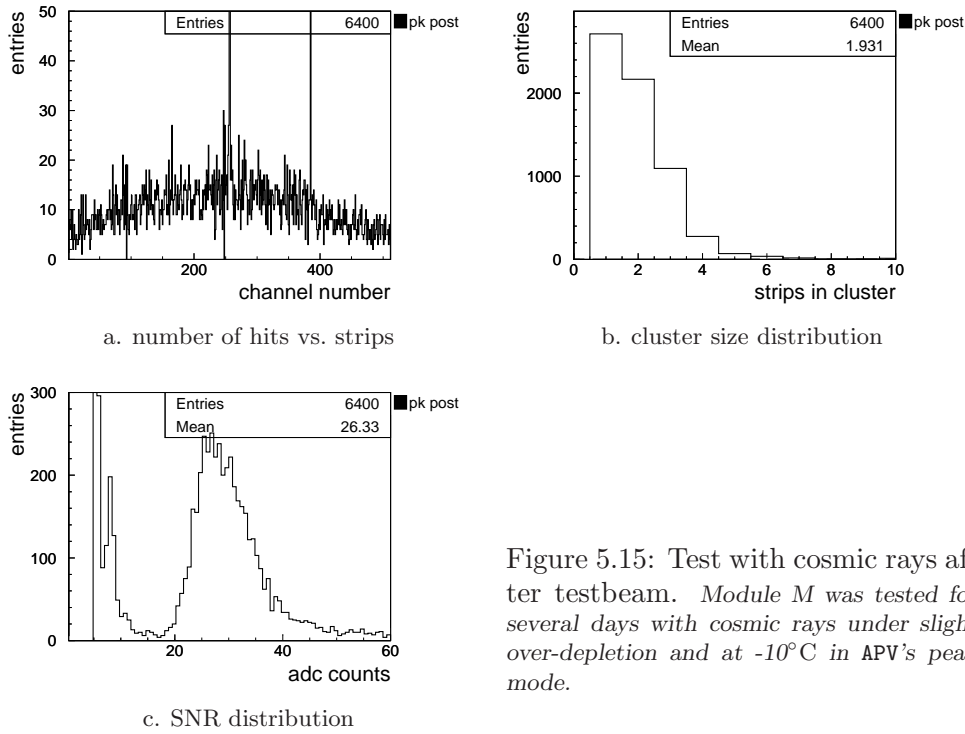 Entries 6400
pk post
entries
50
40
30
20
10
0
200 400
channel number
a. number of hits vs. strips
Entries 6400
Mean 1.931
pk post
entries
2000
1000
0
0 2 4 6 8 10
strips in cluster
b. cluster size distribution
Entries 6400
Mean 26.33
pk post
entries
300
200
100
0
20 40 60
adc counts
c. SNR distribution
Figure 5.15: Test with cosmic rays af
ter testbeam. Module M was tested fo
several days with cosmic rays under sligh
over-depletion and at -10°C in APV's pea
mode.